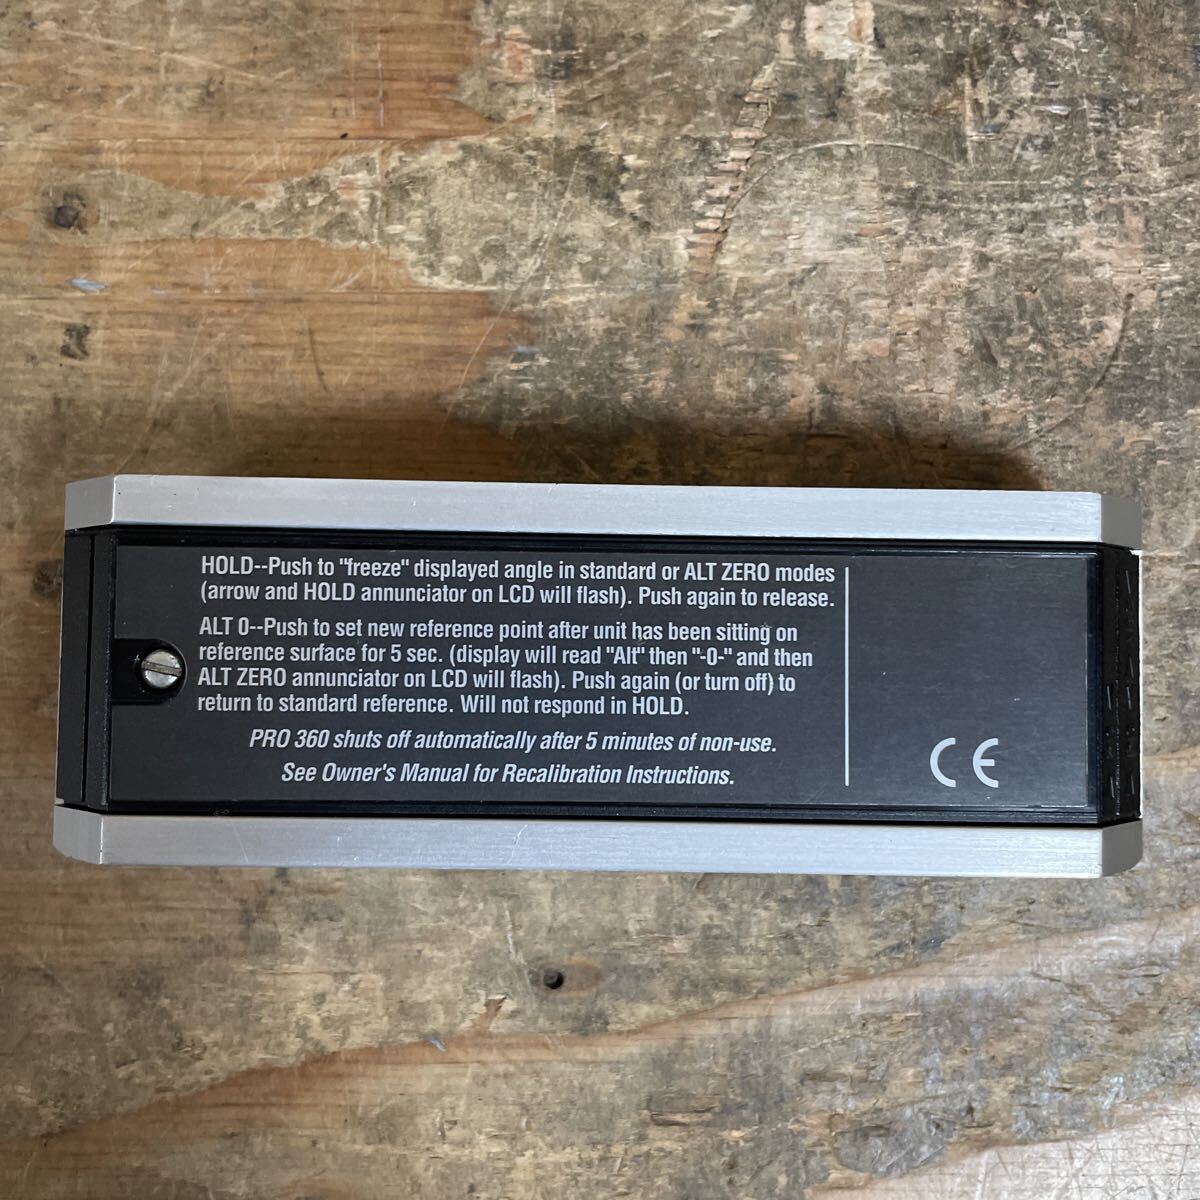 HOLD--Push to "freeze" displayed angle in standard or ALT ZERO modes
(arrow and HOLD annunciator on LCD will flash). Push again to release.
ALT 0--Push to set new reference point after unit has been sitting on
reference surface for 5 sec. (display will read "Alt" then "-0-" and then
ALT ZERO annunciator on LCD will flash). Push again (or turn off) to
return to standard reference. Will not respond in HOLD.
PRO 360 shuts off automatically after 5 minutes of non-use.
See Owner's Manual for Recalibration Instructions.
CE